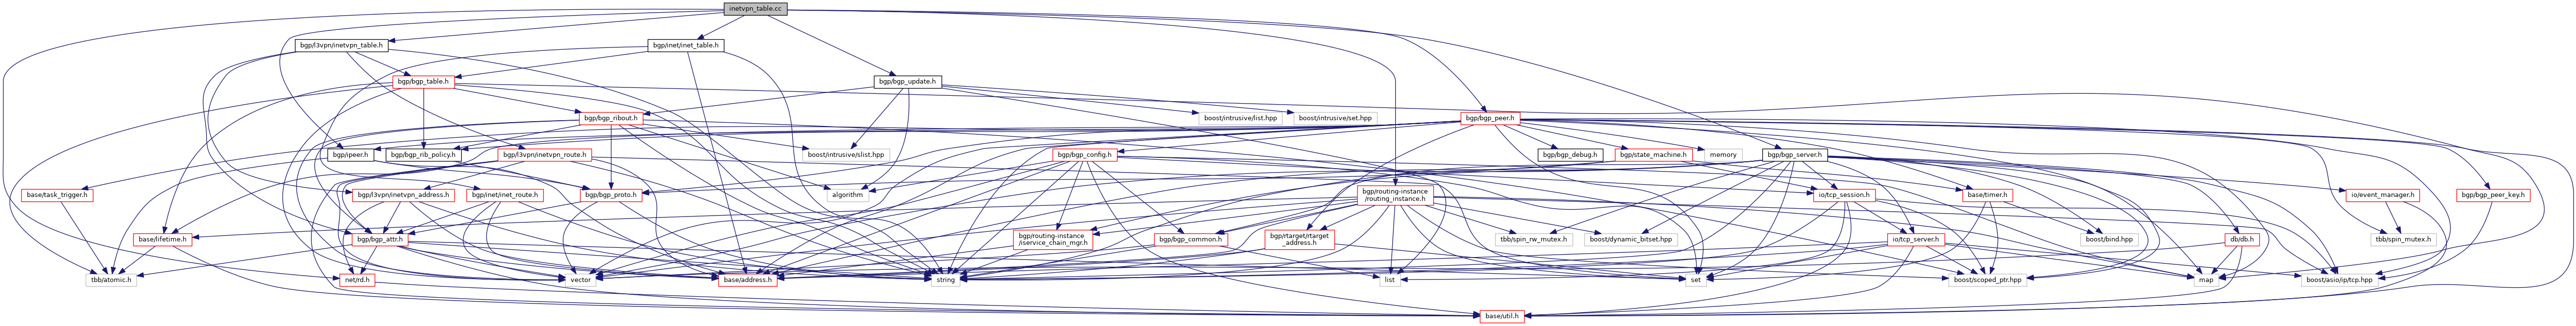 inetvpn_table.cc
bgp/l3vpn/inetvpn_table.h
bgp/inet/inet_table.h
bgp/bgp_table.h
bgp/bgp_update.h
bgp/bgp_ribout.h
boost/intrusive/list.hpp
boost/intrusive/set.hpp
bgp/bgp_peer.h
bgp/ipeer.h
bgp/bgp_rib_policy.h
bgp/l3vpn/inetvpn_route.h
boost/intrusive/slist.hpp
bgp/bgp_config.h
bgp/bgp_debug.h
bgp/state_machine.h
memory
bgp/bgp_server.h
base/task_trigger.h
bgp/l3vpn/inetvpn_address.h
bgp/inet/inet_route.h
bgp/bgp_proto.h
algorithm
bgp/routing-instance
/routing_instance.h
io/tcp_session.h
base/timer.h
io/event_manager.h
bgp/bgp_peer_key.h
base/lifetime.h
bgp/bgp_attr.h
bgp/routing-instance
/iservice_chain_mgr.h
bgp/bgp_common.h
bgp/rtarget/rtarget
_address.h
tbb/spin_rw_mutex.h
boost/dynamic_bitset.hpp
io/tcp_server.h
boost/bind.hpp
db/db.h
tbb/spin_mutex.h
tbb/atomic.h
net/rd.h
vector
base/address.h
string
list
set
boost/scoped_ptr.hpp
map
boost/asio/ip/tcp.hpp
base/util.h